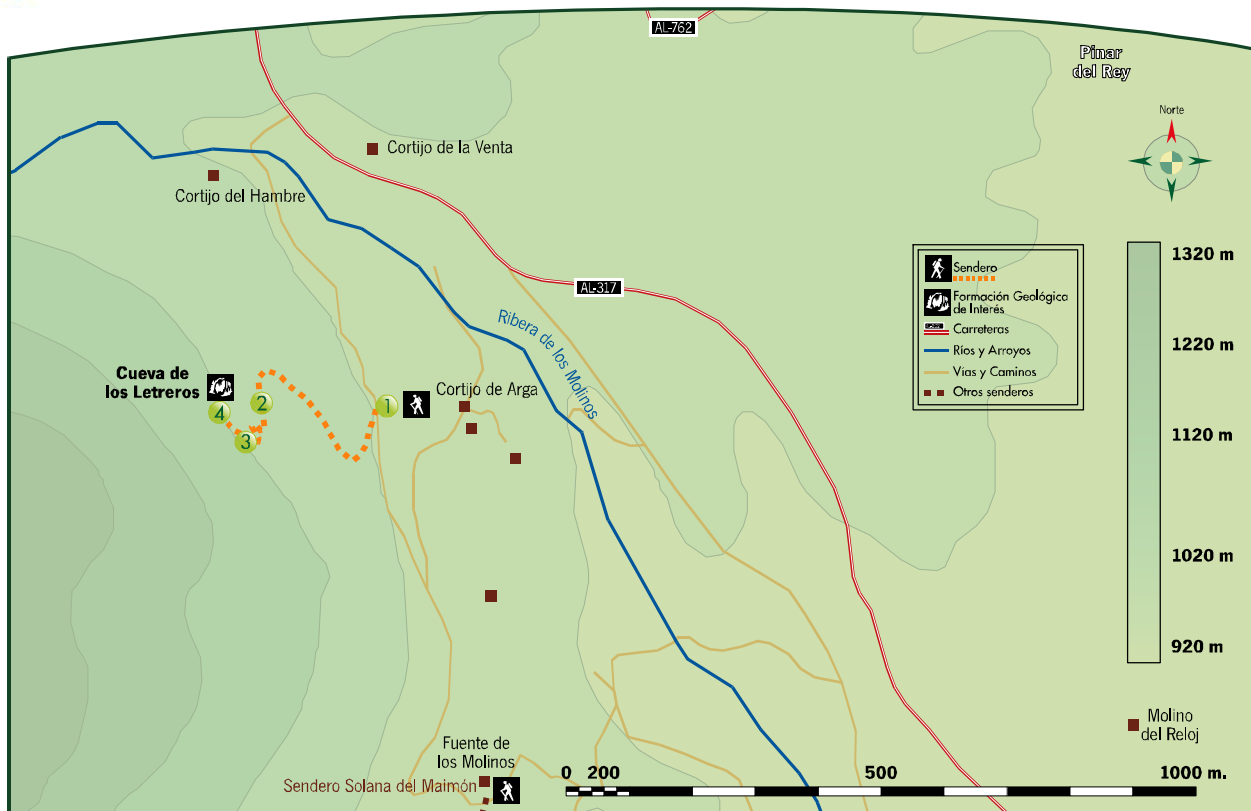 AL-762
Pinar
del Rey
Norte
Cortijo de la Venta
Cortijo del Hambre
AL-317
Ribera de los Molinos
Sendero
Formación Geológica
de Interés
Carreteras
Ríos y Arroyos
Vías y Caminos
Otros senderos
1320 m
1220 m
1120 m
1020 m
920 m
Cueva de
los Letreros
4
3
2
1
Cortijo de Arga
Molino
del Reloj
Fuente de
los Molinos
Sendero Solana del Maimón
0 200 500 1000 m.